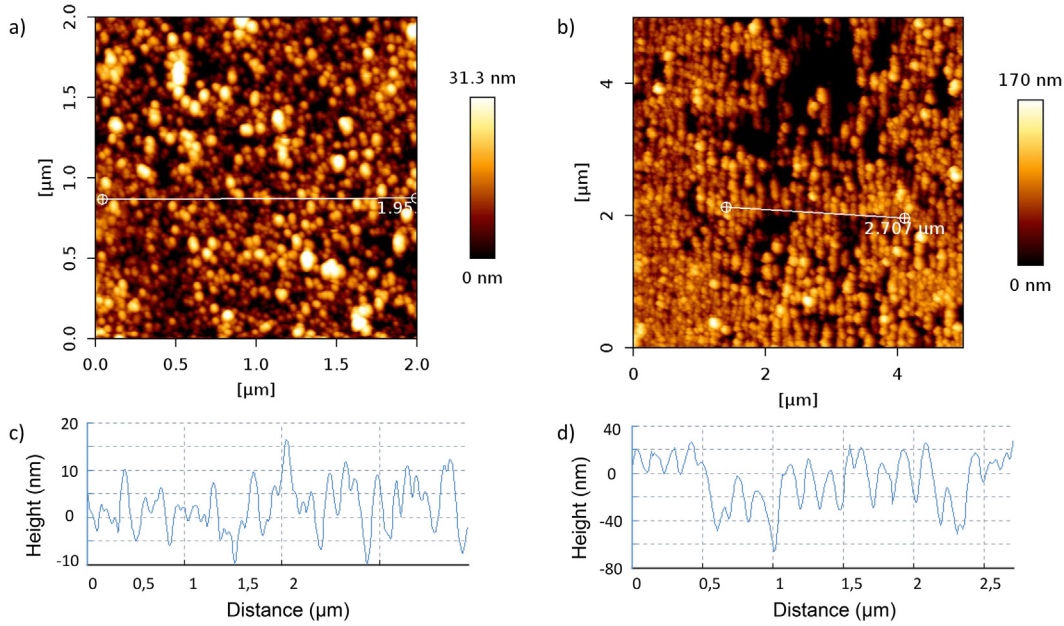 a)
2.0
1.5
1.0
0.5
0.0
[µm]
1.95.
0.0 0.5 1.0 1.5 2.0
[µm]
31.3 nm
0 nm
b)
4
2
0
[µm]
2.707 µm
0 2 4
[µm]
170 nm
0 nm
c)
20
10
0
-10
Height (nm)
0 0,5 1 1,5 2
Distance (µm)
d)
40
0
-40
-80
Height (nm)
0 0,5 1 1,5 2 2,5
Distance (µm)